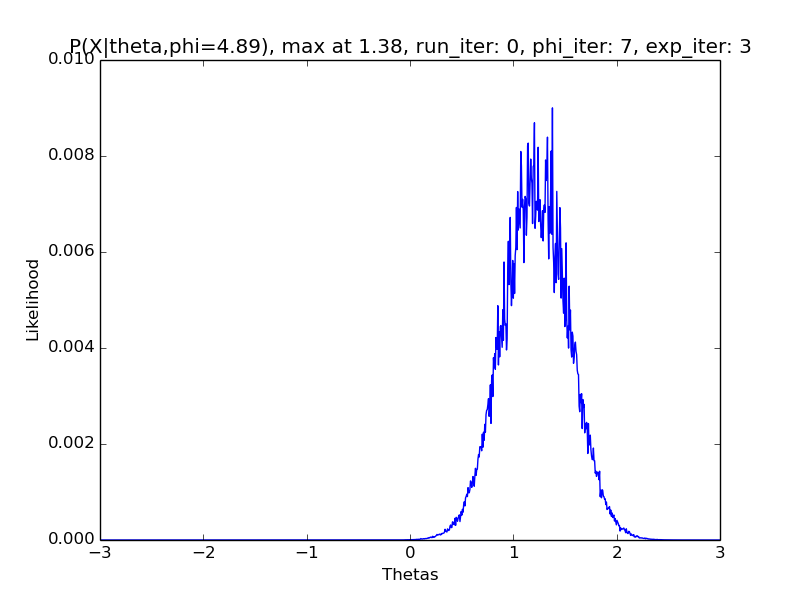 P(X|theta,phi=4.89), max at 1.38, run_iter: 0, phi_iter: 7, exp_iter: 3
0.010
0.008
0.006
0.004
0.002
0.000
Likelihood
−3 −2 −1 0 1 2 3
Thetas